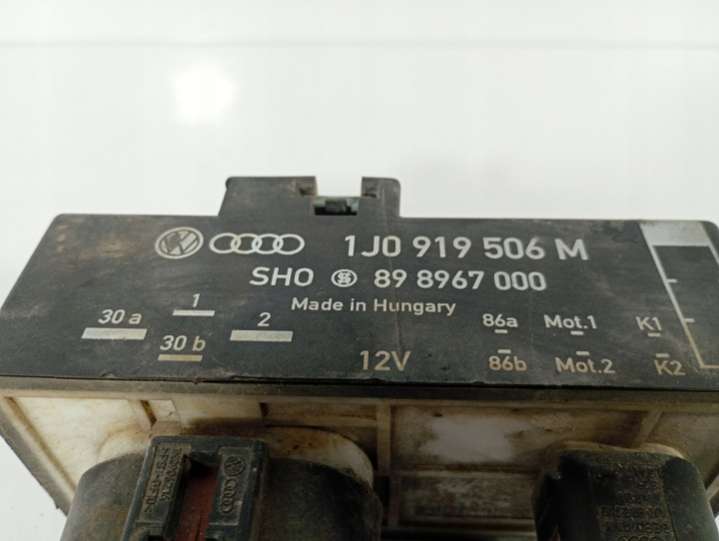 1J0 919 506 M
SHO 89 8967 000
Made in Hungary
30 a 1 2 86a Mot.1 K1
30 b 12V 86b Mot.2 K2